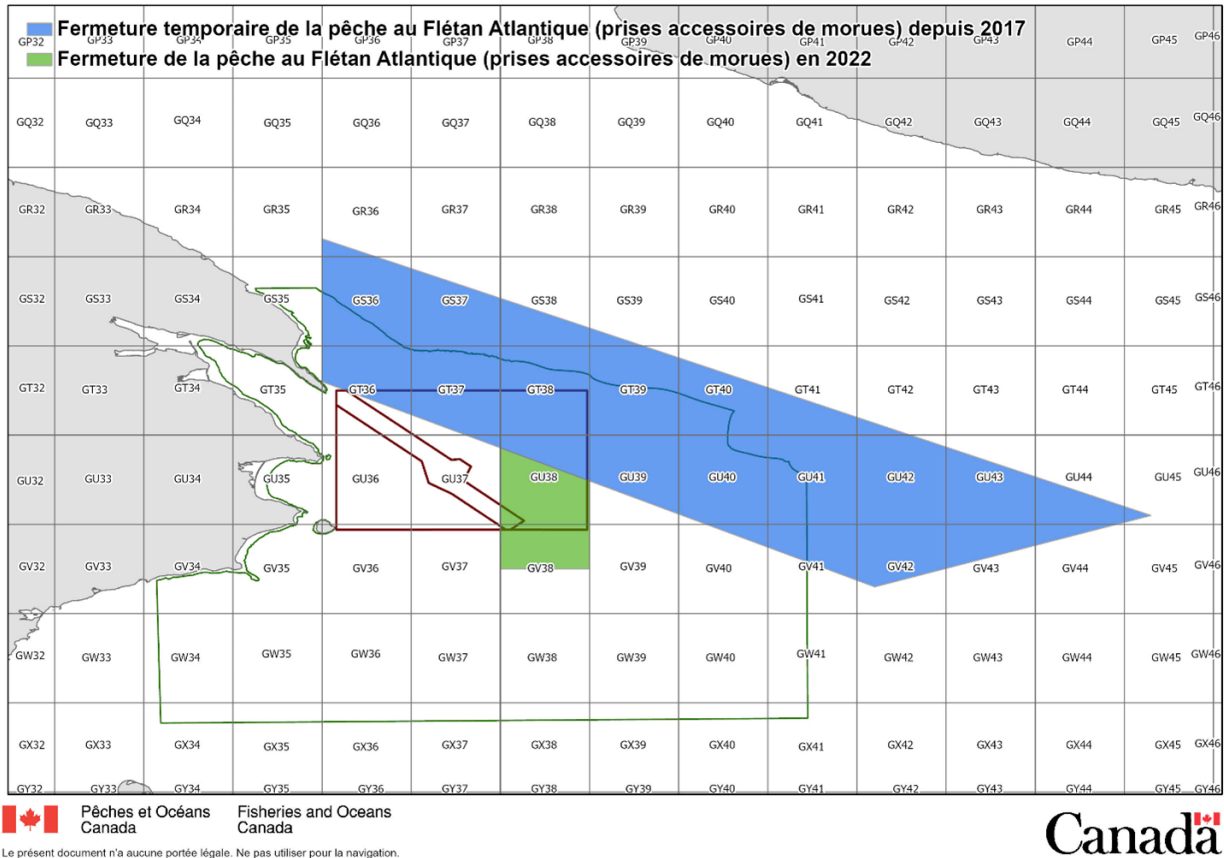 Fermeture temporaire de la pêche au Flétan Atlantique (prises accessoires de morues) depuis 2017
GP32 GP33 GP34 GP35 GP36 GP37 GP38 GP39 GP40 GP41 GP42 GP43 GP44 GP45 GP46
Fermeture de la pêche au Flétan Atlantique (prises accessoires de morues) en 2022
GQ32 GQ33 GQ34 GQ35 GQ36 GQ37 GQ38 GQ39 GQ40 GQ41 GQ42 GQ43 GQ44 GQ45 GQ46
GR32 GR33 GR34 GR35 GR36 GR37 GR38 GR39 GR40 GR41 GR42 GR43 GR44 GR45 GR46
GS32 GS33 GS34 GS35 GS36 GS37 GS38 GS39 GS40 GS41 GS42 GS43 GS44 GS45 GS46
GT32 GT33 GT34 GT35 GT36 GT37 GT38 GT39 GT40 GT41 GT42 GT43 GT44 GT45 GT46
GU32 GU33 GU34 GU35 GU36 GU37 GU38 GU39 GU40 GU41 GU42 GU43 GU44 GU45 GU46
GV32 GV33 GV34 GV35 GV36 GV37 GV38 GV39 GV40 GV41 GV42 GV43 GV44 GV45 GV46
GW32 GW33 GW34 GW35 GW36 GW37 GW38 GW39 GW40 GW41 GW42 GW43 GW44 GW45 GW46
GX32 GX33 GX34 GX35 GX36 GX37 GX38 GX39 GX40 GX41 GX42 GX43 GX44 GX45 GX46
GY32 GY33 GY34 GY35 GY36 GY37 GY38 GY39 GY40 GY41 GY42 GY43 GY44 GY45 GY46
Pêches et Océans Fisheries and Oceans
Canada Canada
Canada
Le présent document n'a aucune portée légale. Ne pas utiliser pour la navigation.